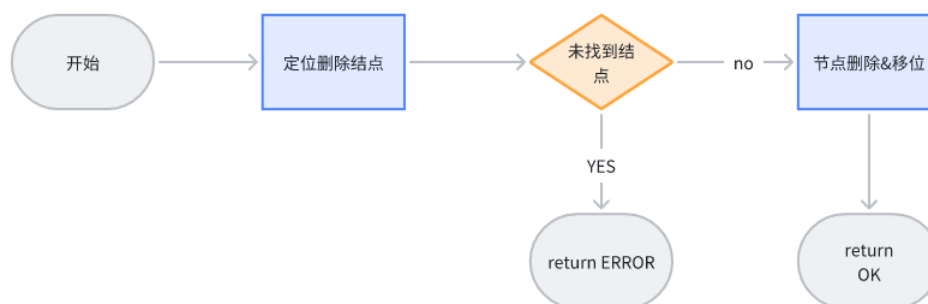 开始
定位删除结点
未找到结
点
no
节点删除&移位
YES
return ERROR
return
OK